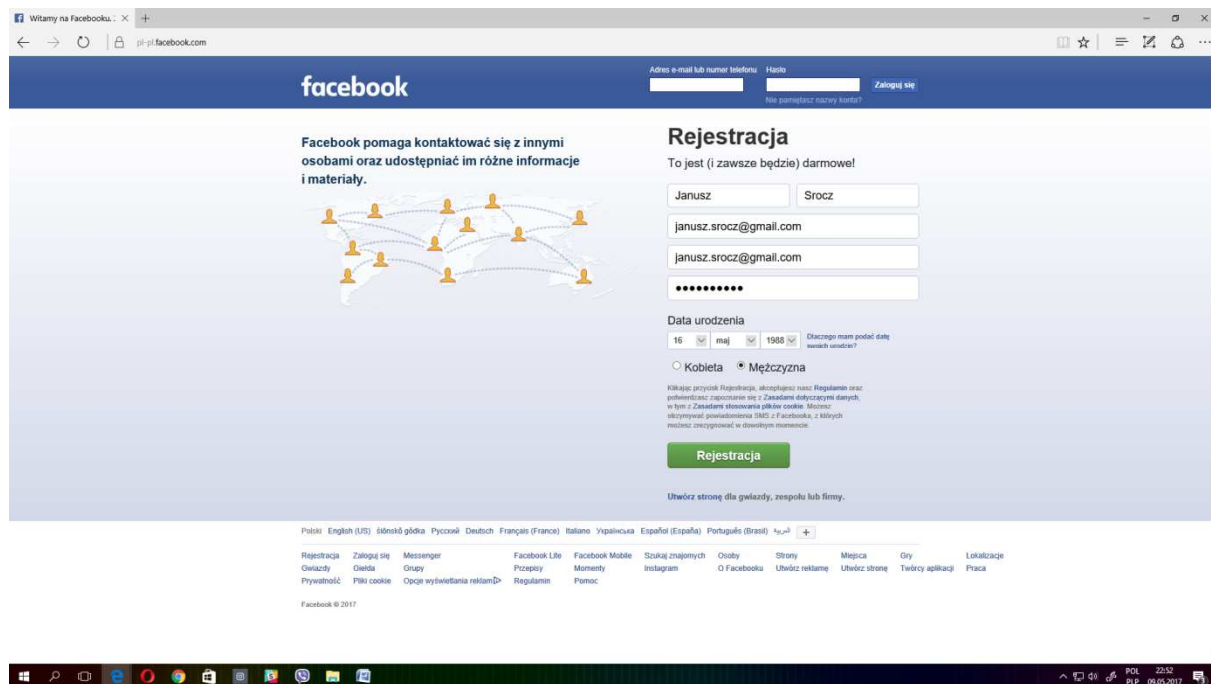 Witamy na Facebooku.
pl-pl.facebook.com
facebook
Adres e-mail lub numer telefonu
Hasło
Zaloguj się
Nie pamiętasz nazwy konta?
Facebook pomaga kontaktować się z innymi
osobami oraz udostępniać im różne informacje
i materiały.
Rejestracja
To jest (i zawsze będzie) darmowe!
Janusz Srocz
janusz.srocz@gmail.com
janusz.srocz@gmail.com
Data urodzenia
16 maj 1988
Dlaczego mam podać datę
swoich urodzin?
Kobieta Mężczyzna
Klikając przycisk Rejestracja, akceptujesz nasz Regulamin oraz
potwierdzasz zapoznanie się z Zasadami dotyczącymi danych,
w tym z Zasadami stosowania plików cookie. Możesz
otrzymywać powiadomienia SMS z Facebooka, z których
możesz zrezygnować w dowolnym momencie.
Rejestracja
Utwórz stronę dla gwiazdy, zespołu lub firmy.
Polski English (US) ślōnskŏ gŏdka Русский Deutsch Français (France) Italiano Українська Español (España) Português (Brasil) العربية
Rejestracja Zaloguj się Messenger Facebook Lite Facebook Mobile Szukaj znajomych Osoby Strony Miejsca Gry Lokalizacje
Gwiazdy Giełda Grupy Przepisy Momenty Instagram O Facebooku Utwórz reklamę Utwórz stronę Twórcy aplikacji Praca
Prywatność Pliki cookie Opcje wyświetlania reklam Regulamin Pomoc
Facebook © 2017
POL 22:52
PLP 09.05.2017